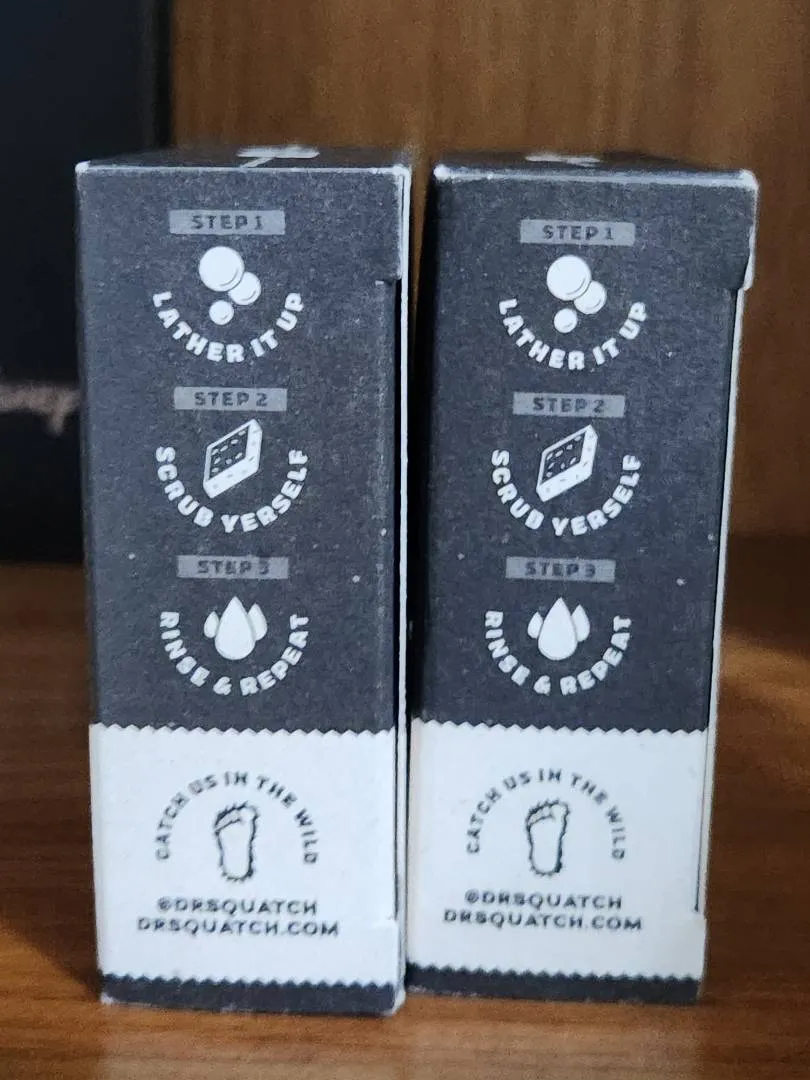 STEP 1
LATHER IT UP
STEP 2
SCRUB YERSELF
STEP 3
RINSE & REPEAT
CATCH US IN THE WILD
@DRSQUATCH
DRSQUATCH.COM
STEP 1
LATHER IT UP
STEP 2
SCRUB YERSELF
STEP 3
RINSE & REPEAT
CATCH US IN THE WILD
@DRSQUATCH
DRSQUATCH.COM